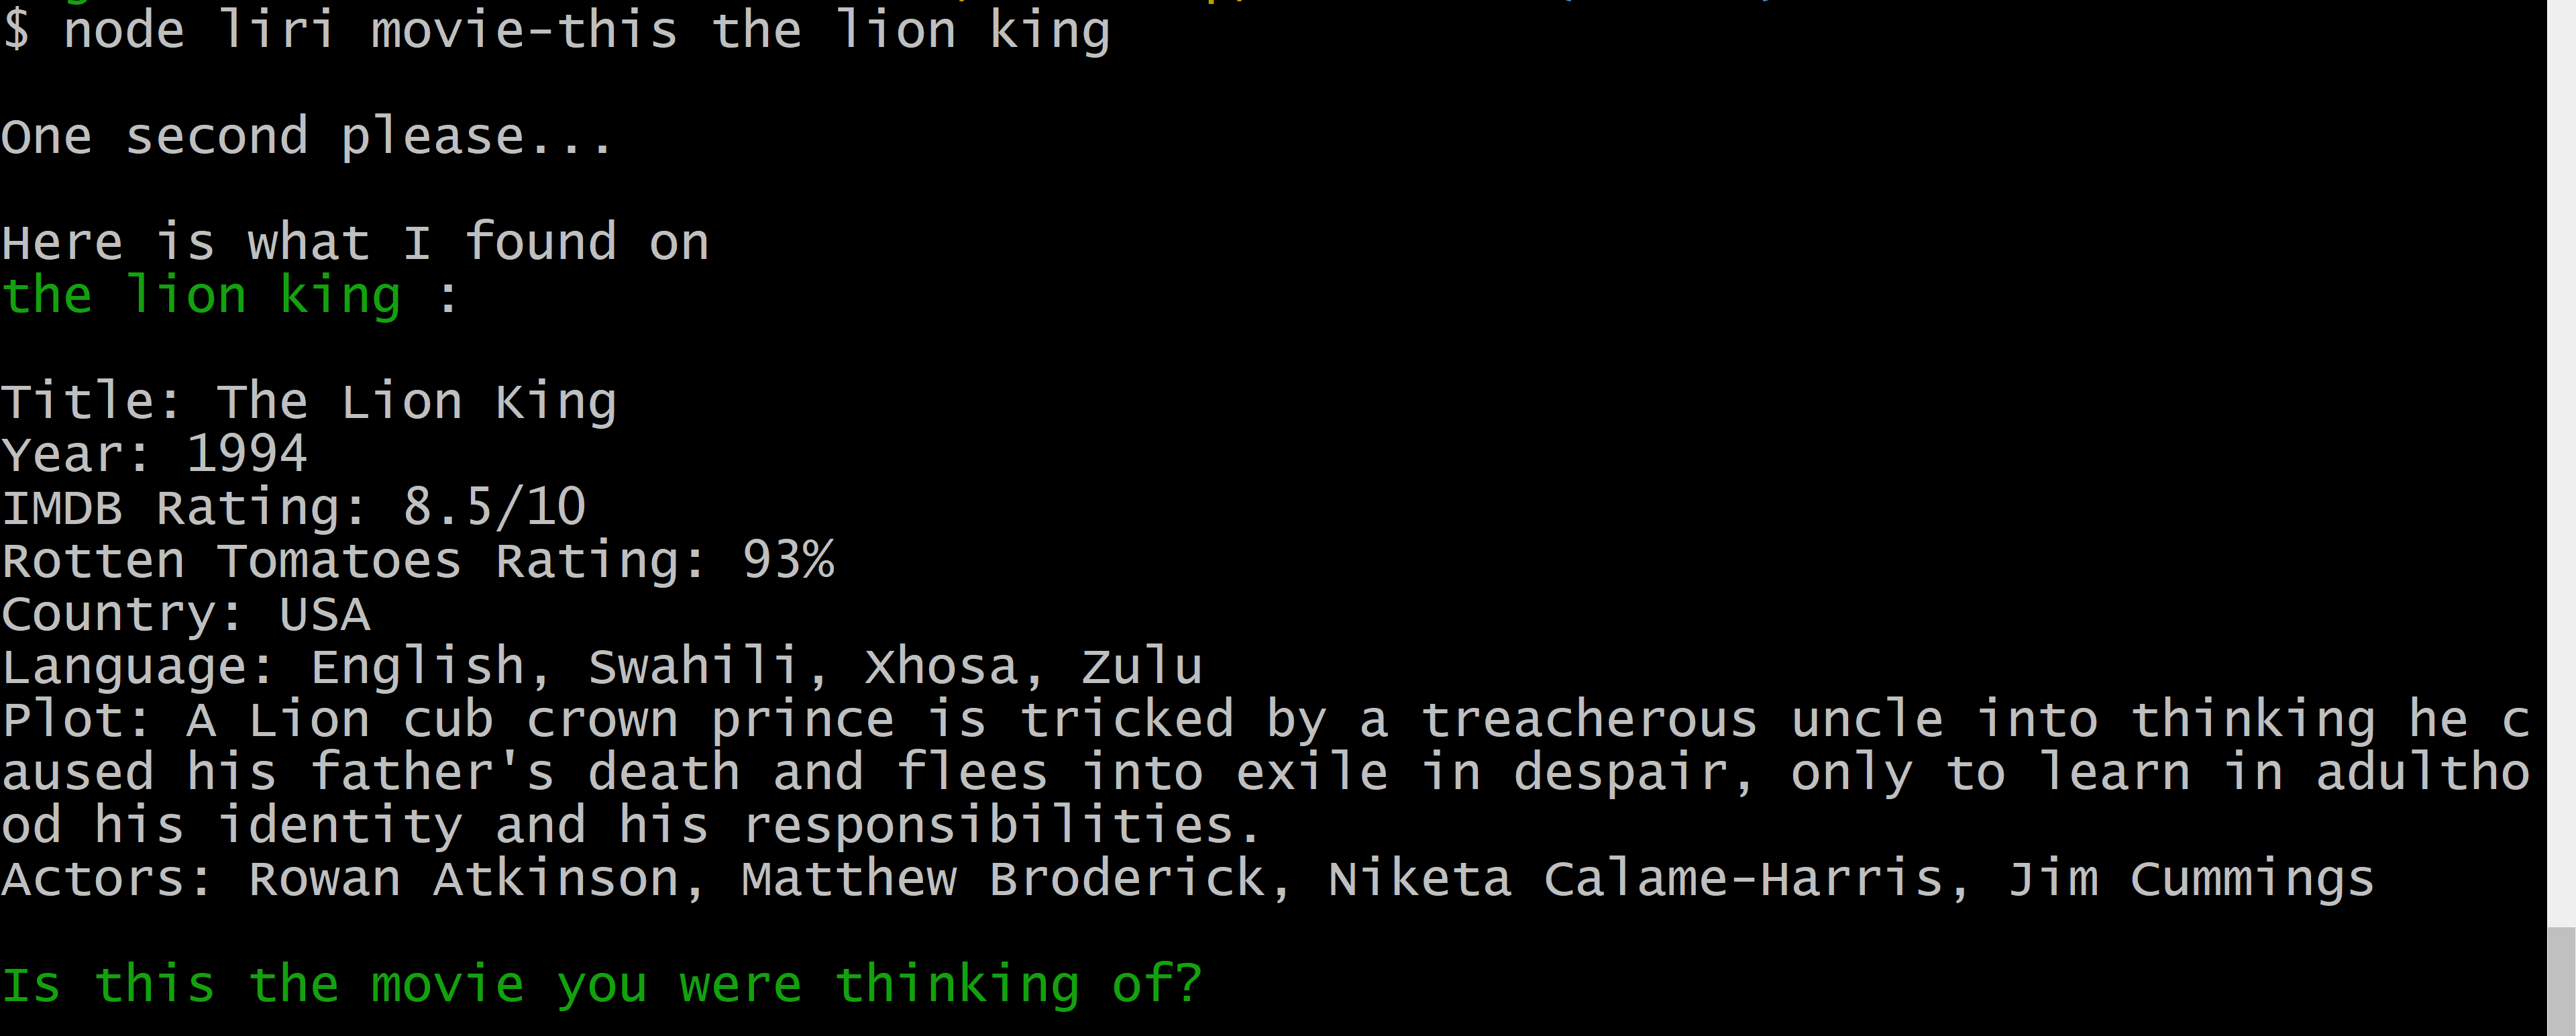 $ node liri movie-this the lion king
One second please...
Here is what I found on
the lion king :
Title: The Lion King
Year: 1994
IMDB Rating: 8.5/10
Rotten Tomatoes Rating: 93%
Country: USA
Language: English, Swahili, Xhosa, Zulu
Plot: A Lion cub crown prince is tricked by a treacherous uncle into thinking he c
aused his father's death and flees into exile in despair, only to learn in adultho
od his identity and his responsibilities.
Actors: Rowan Atkinson, Matthew Broderick, Niketa Calame-Harris, Jim Cummings
Is this the movie you were thinking of?